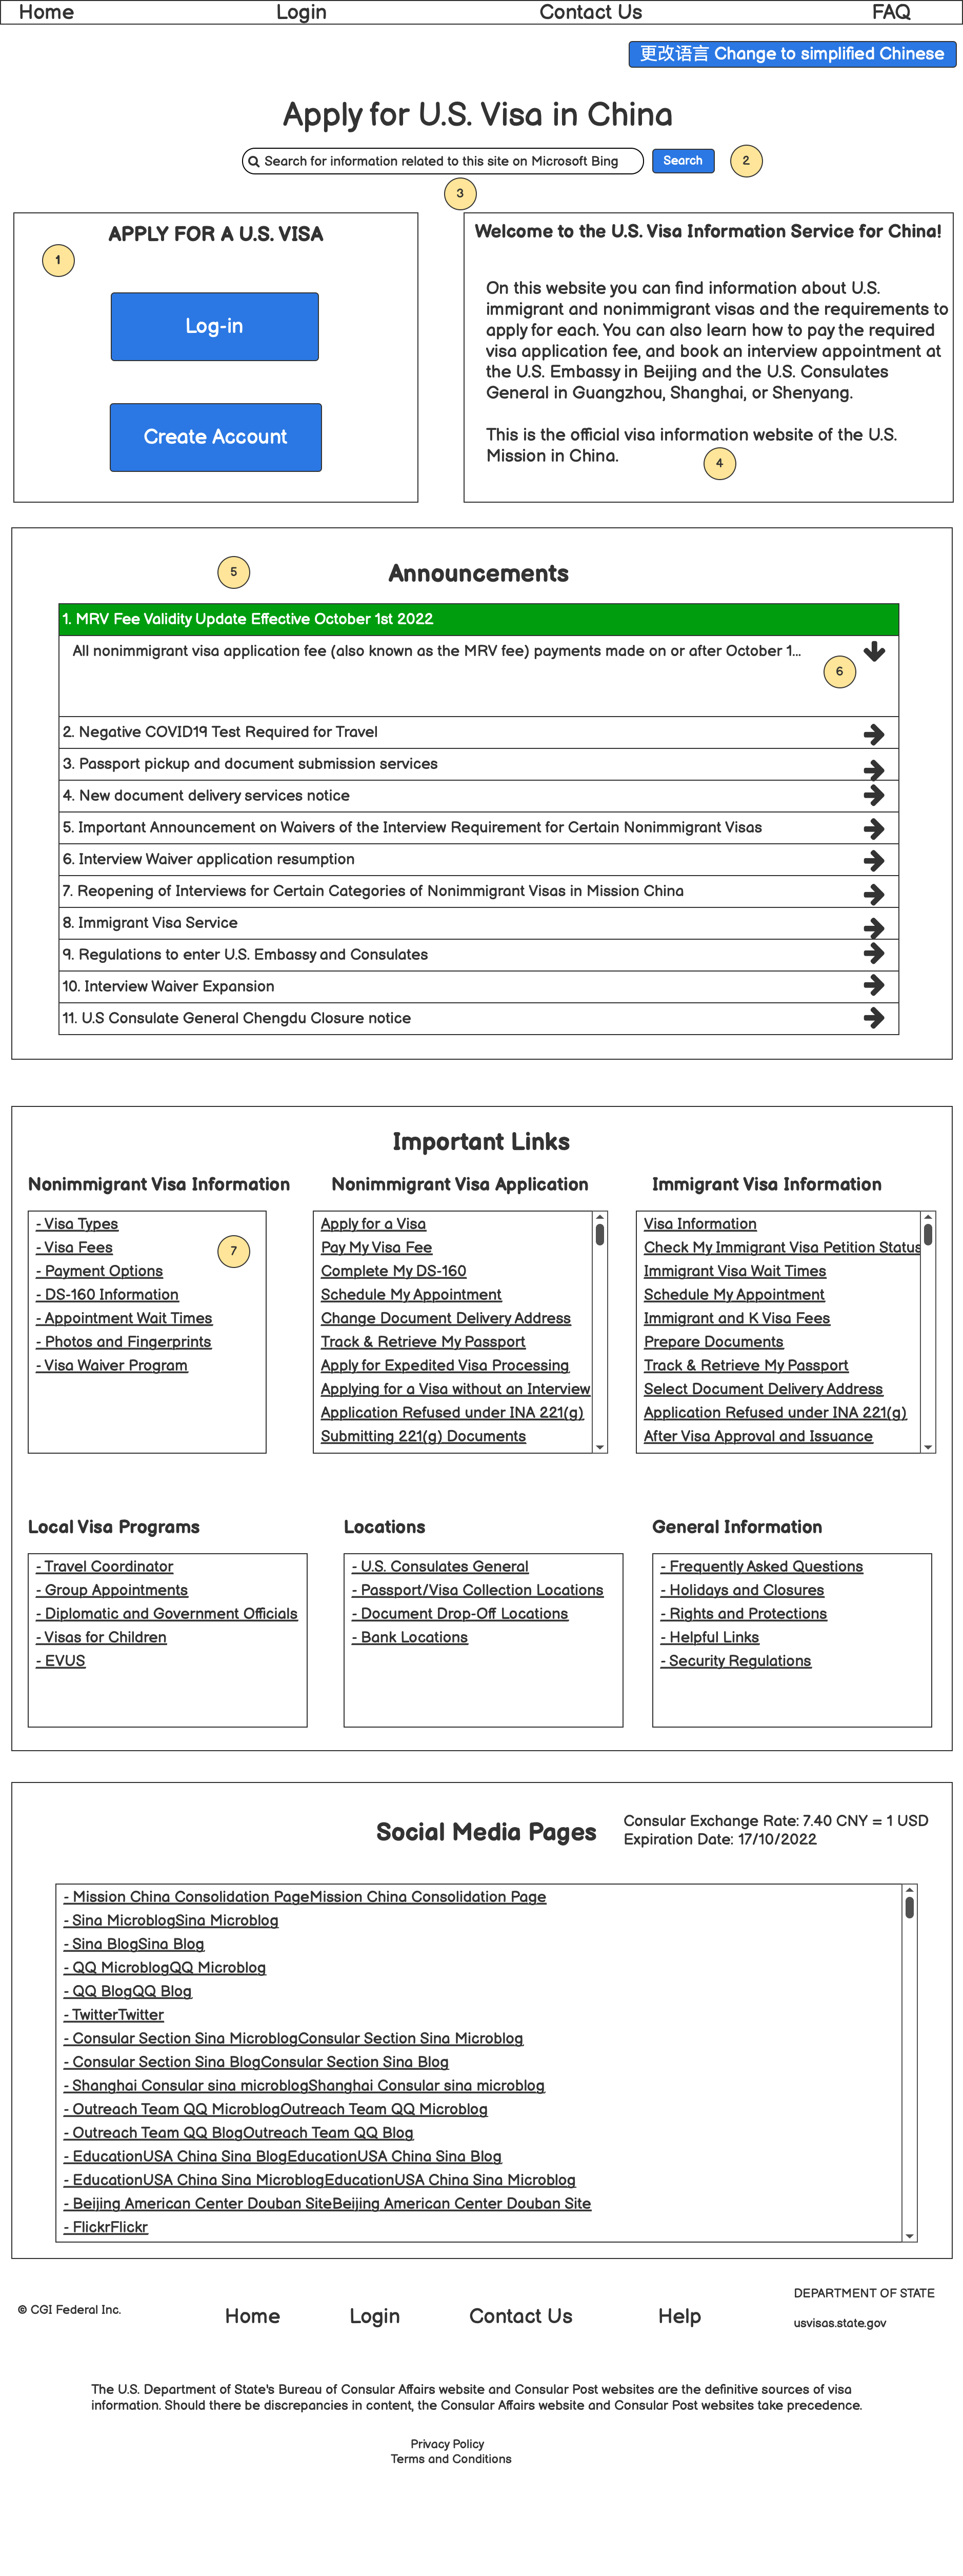 Home Login Contact Us FAQ
更改语言 Change to simplified Chinese
Apply for U.S. Visa in China
Search for information related to this site on Microsoft Bing Search 2
3
APPLY FOR A U.S. VISA
1
Log-in
Create Account
Welcome to the U.S. Visa Information Service for China!
On this website you can find information about U.S.
immigrant and nonimmigrant visas and the requirements to
apply for each. You can also learn how to pay the required
visa application fee, and book an interview appointment at
the U.S. Embassy in Beijing and the U.S. Consulates
General in Guangzhou, Shanghai, or Shenyang.
This is the official visa information website of the U.S.
Mission in China.
4
5
Announcements
1. MRV Fee Validity Update Effective October 1st 2022
All nonimmigrant visa application fee (also known as the MRV fee) payments made on or after October 1...
6
2. Negative COVID19 Test Required for Travel
3. Passport pickup and document submission services
4. New document delivery services notice
5. Important Announcement on Waivers of the Interview Requirement for Certain Nonimmigrant Visas
6. Interview Waiver application resumption
7. Reopening of Interviews for Certain Categories of Nonimmigrant Visas in Mission China
8. Immigrant Visa Service
9. Regulations to enter U.S. Embassy and Consulates
10. Interview Waiver Expansion
11. U.S Consulate General Chengdu Closure notice
Important Links
Nonimmigrant Visa Information
- Visa Types
- Visa Fees
7
- Payment Options
- DS-160 Information
- Appointment Wait Times
- Photos and Fingerprints
- Visa Waiver Program
Nonimmigrant Visa Application
Apply for a Visa
Pay My Visa Fee
Complete My DS-160
Schedule My Appointment
Change Document Delivery Address
Track & Retrieve My Passport
Apply for Expedited Visa Processing
Applying for a Visa without an Interview
Application Refused under INA 221(g)
Submitting 221(g) Documents
Immigrant Visa Information
Visa Information
Check My Immigrant Visa Petition Status
Immigrant Visa Wait Times
Schedule My Appointment
Immigrant and K Visa Fees
Prepare Documents
Track & Retrieve My Passport
Select Document Delivery Address
Application Refused under INA 221(g)
After Visa Approval and Issuance
Local Visa Programs
- Travel Coordinator
- Group Appointments
- Diplomatic and Government Officials
- Visas for Children
- EVUS
Locations
- U.S. Consulates General
- Passport/Visa Collection Locations
- Document Drop-Off Locations
- Bank Locations
General Information
- Frequently Asked Questions
- Holidays and Closures
- Rights and Protections
- Helpful Links
- Security Regulations
Social Media Pages
Consular Exchange Rate: 7.40 CNY = 1 USD
Expiration Date: 17/10/2022
- Mission China Consolidation PageMission China Consolidation Page
- Sina MicroblogSina Microblog
- Sina BlogSina Blog
- QQ MicroblogQQ Microblog
- QQ BlogQQ Blog
- TwitterTwitter
- Consular Section Sina MicroblogConsular Section Sina Microblog
- Consular Section Sina BlogConsular Section Sina Blog
- Shanghai Consular sina microblogShanghai Consular sina microblog
- Outreach Team QQ MicroblogOutreach Team QQ Microblog
- Outreach Team QQ BlogOutreach Team QQ Blog
- EducationUSA China Sina BlogEducationUSA China Sina Blog
- EducationUSA China Sina MicroblogEducationUSA China Sina Microblog
- Beijing American Center Douban SiteBeijing American Center Douban Site
- FlickrFlickr
© CGI Federal Inc.
Home Login Contact Us Help
DEPARTMENT OF STATE
usvisas.state.gov
The U.S. Department of State's Bureau of Consular Affairs website and Consular Post websites are the definitive sources of visa
information. Should there be discrepancies in content, the Consular Affairs website and Consular Post websites take precedence.
Privacy Policy
Terms and Conditions